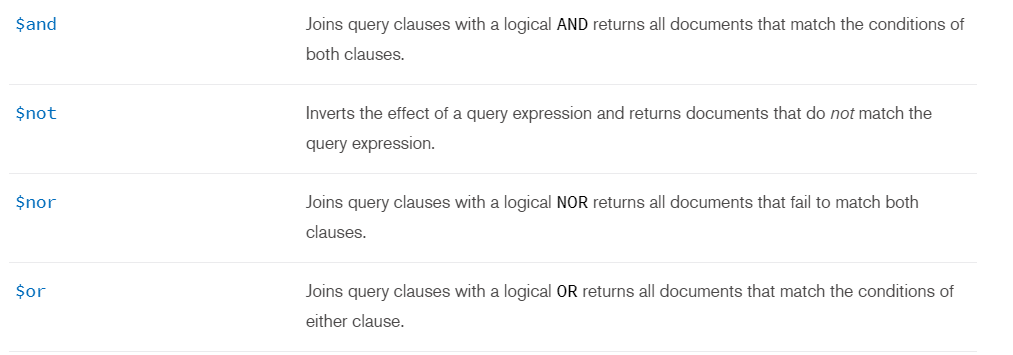 $and Joins query clauses with a logical AND returns all documents that match the conditions of
both clauses.
$not Inverts the effect of a query expression and returns documents that do not match the
query expression.
$nor Joins query clauses with a logical NOR returns all documents that fail to match both
clauses.
$or Joins query clauses with a logical OR returns all documents that match the conditions of
either clause.